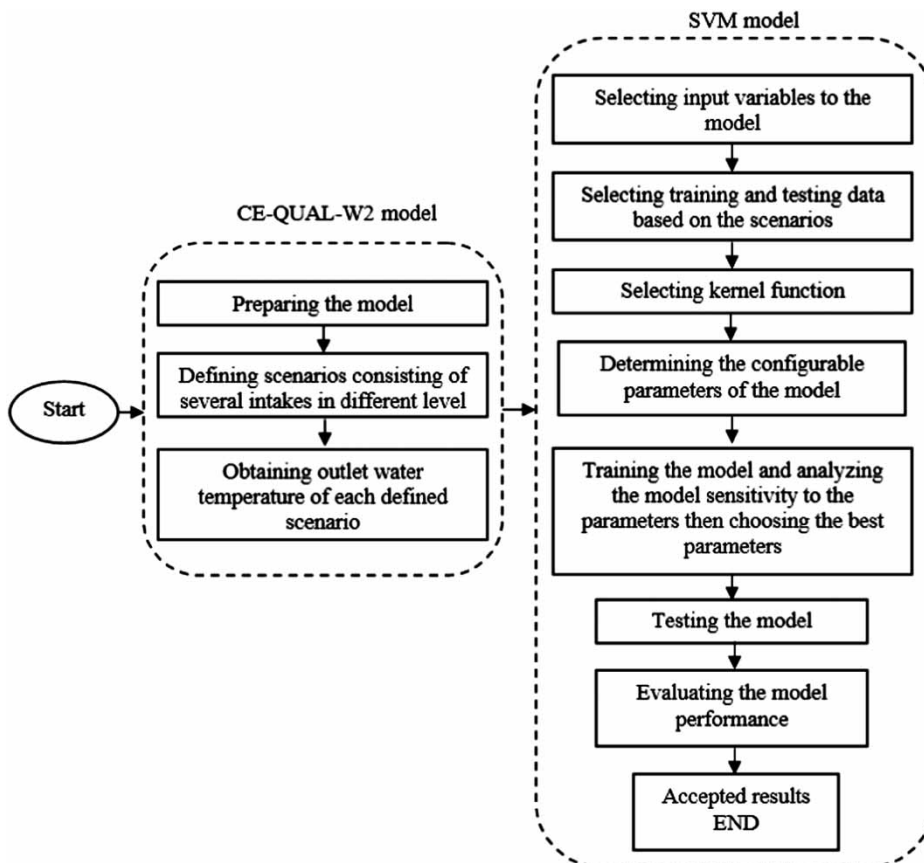 Start
CE-QUAL-W2 model
Preparing the model
Defining scenarios consisting of
several intakes in different level
Obtaining outlet water
temperature of each defined
scenario
SVM model
Selecting input variables to the
model
Selecting training and testing data
based on the scenarios
Selecting kernel function
Determining the configurable
parameters of the model
Training the model and analyzing
the model sensitivity to the
parameters then choosing the best
parameters
Testing the model
Evaluating the model
performance
Accepted results
END